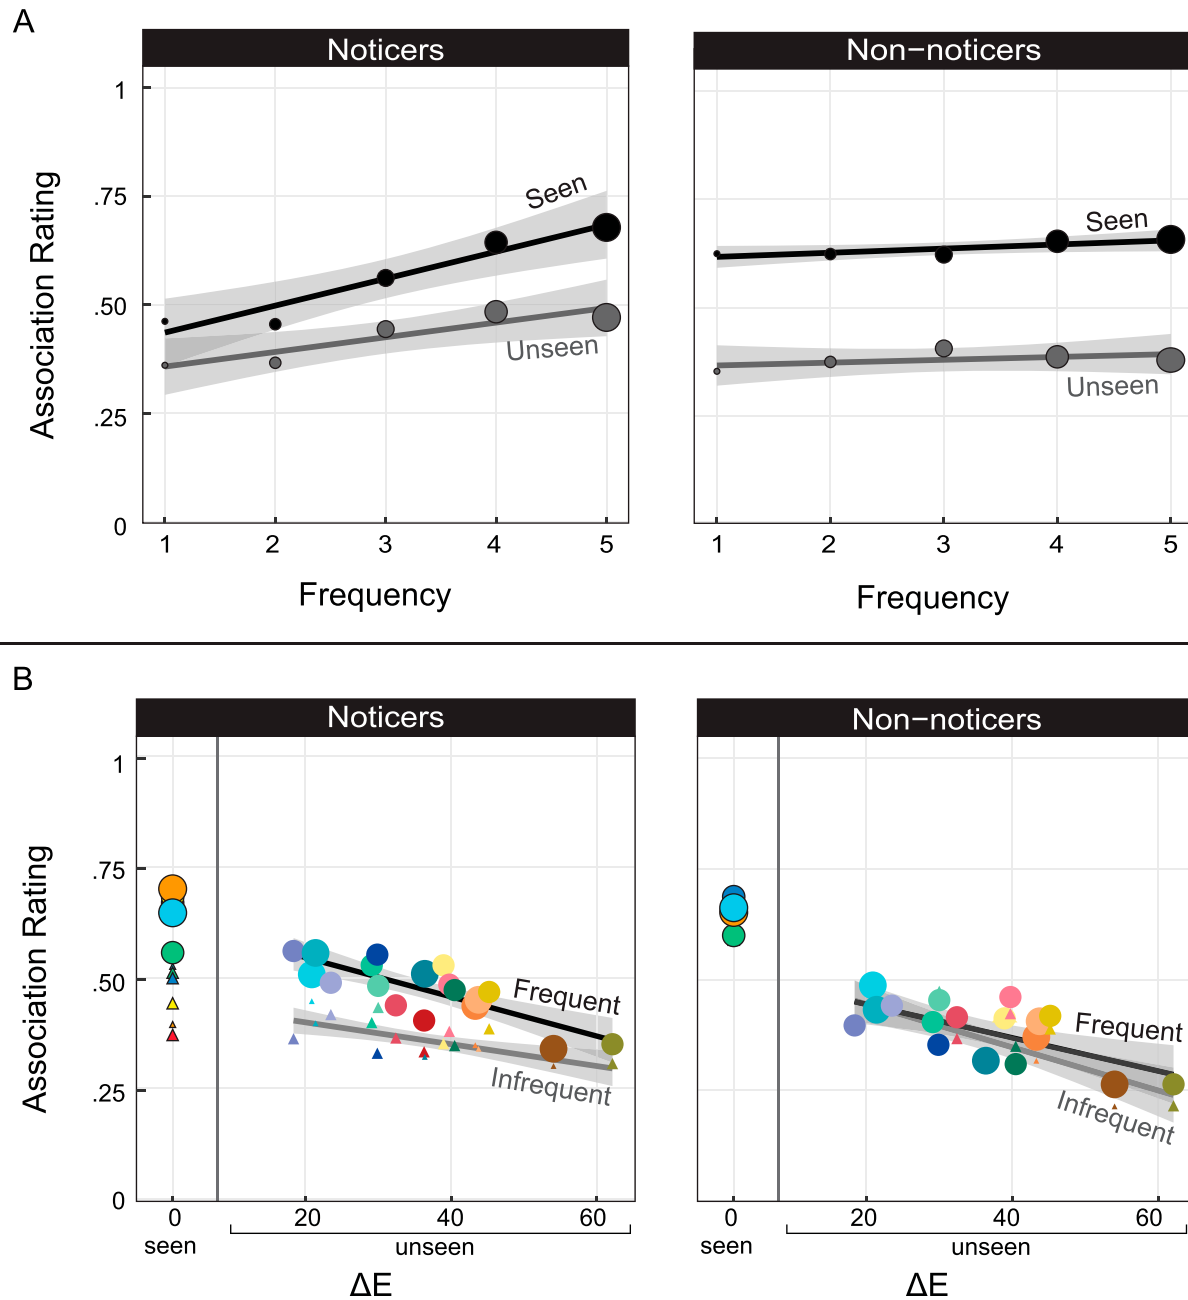 A
Noticers
Non−noticers
1
.75
.50
.25
0
Association Rating
Seen
Unseen
Seen
Unseen
1 2 3 4 5
1 2 3 4 5
Frequency
Frequency
B
Noticers
Non−noticers
1
.75
.50
.25
0
Association Rating
Frequent
Infrequent
Frequent
Infrequent
0 20 40 60
0 20 40 60
seen unseen
seen unseen
ΔE
ΔE